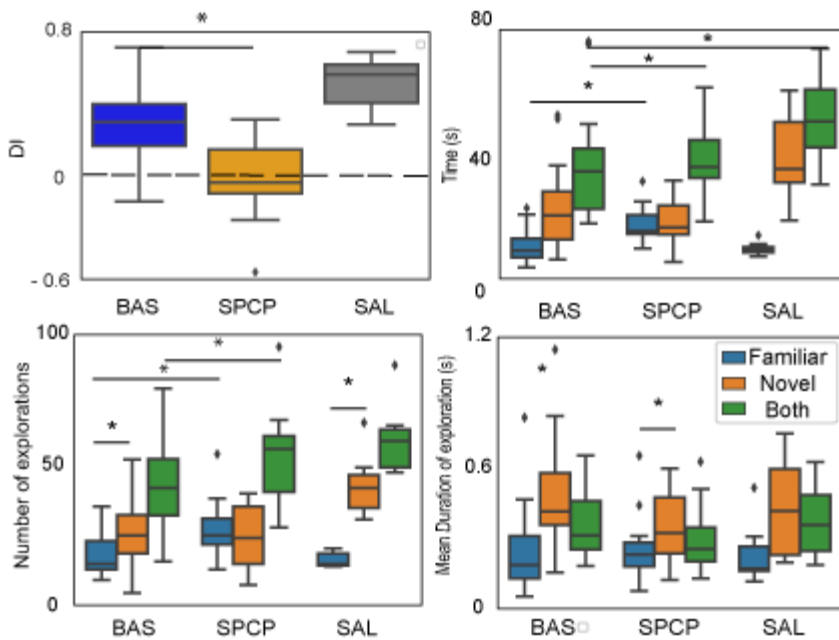 0.8
*
DI
0
- 0.6
BAS SPCP SAL
80
*
*
*
Time (s)
40
0
BAS SPCP SAL
100
*
*
*
*
Number of explorations
50
0
BAS SPCP SAL
1.2
Familiar
Novel
Both
*
*
Mean Duration of exploration (s)
0.6
0
BAS SPCP SAL